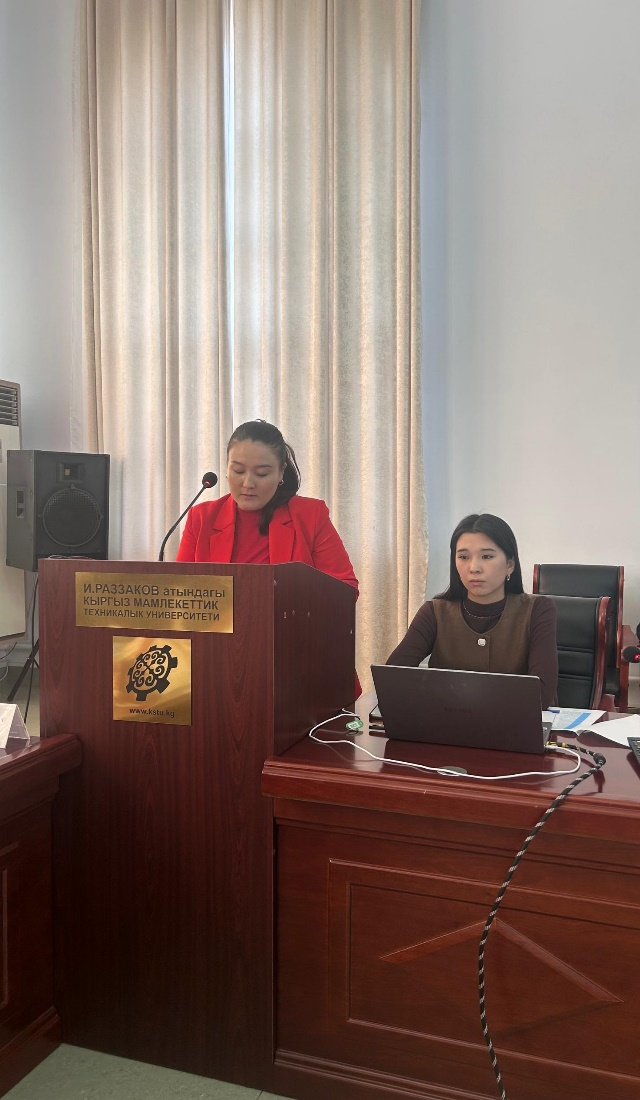 И.РАЗЗАКОВ атындагы
КЫРГЫЗ МАМЛЕКЕТТИК
ТЕХНИКАЛЫК УНИВЕРСИТЕТИ
www.kstu.kg